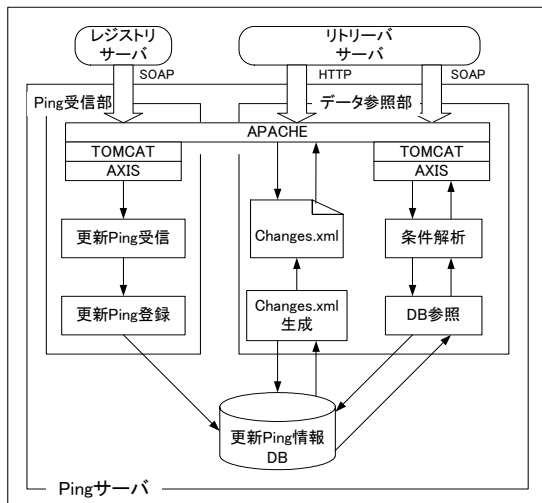 レジストリ
サーバ
リトリーバ
サーバ
SOAP
HTTP
SOAP
Ping受信部
データ参照部
APACHE
TOMCAT
AXIS
TOMCAT
AXIS
更新Ping受信
Changes.xml
条件解析
更新Ping登録
Changes.xml
生成
DB参照
更新Ping情報
DB
Pingサーバ